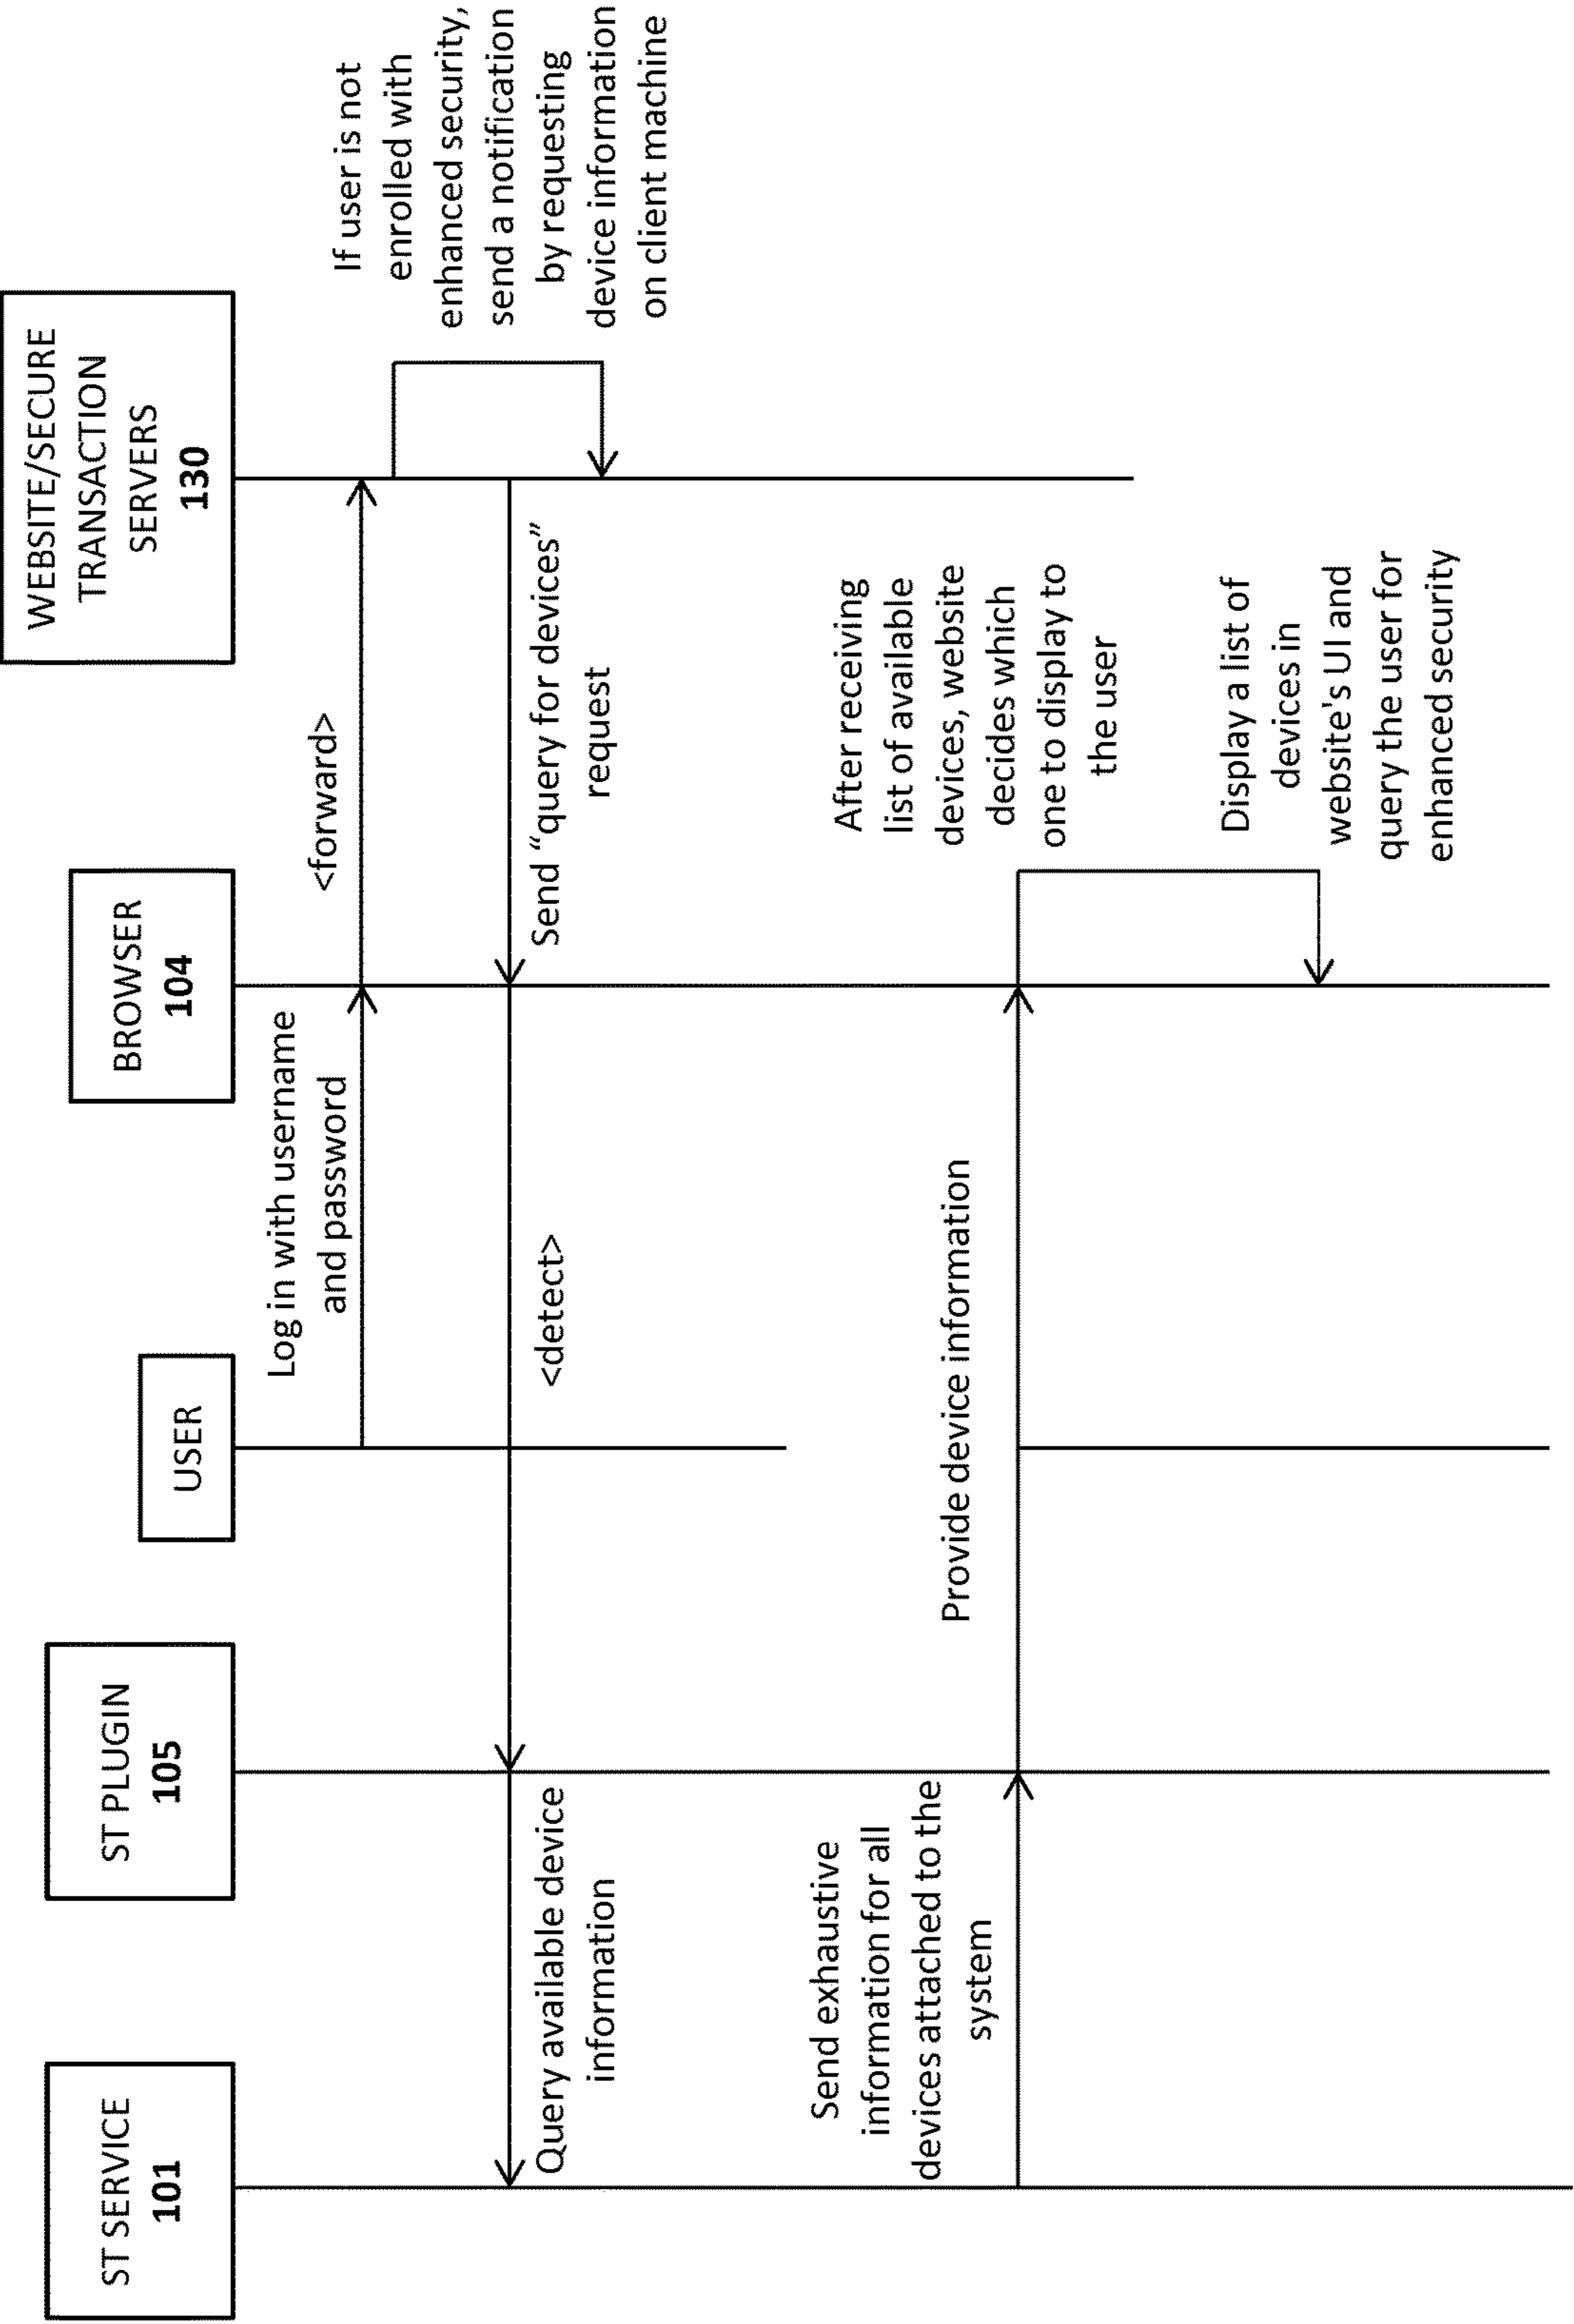 ST SERVICE
101
ST PLUGIN
105
USER
BROWSER
104
WEBSITE/SECURE
TRANSACTION
SERVERS
130
Log in with username
and password
<forward>
If user is not
enrolled with
enhanced security,
send a notification
by requesting
device information
on client machine
Send “query for devices”
request
<detect>
Query available device
information
Send exhaustive
information for all
devices attached to the
system
Provide device information
After receiving
list of available
devices, website
decides which
one to display to
the user
Display a list of
devices in
website's UI and
query the user for
enhanced security